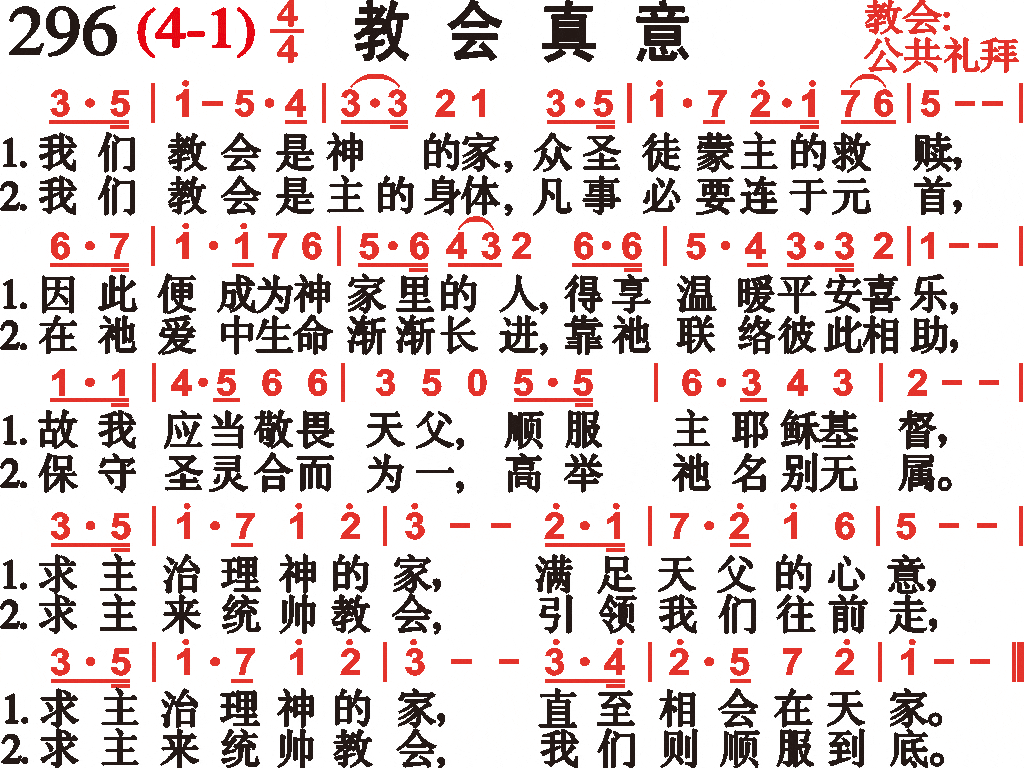 296 (4-1) 4/4 教会真意 教会:
公共礼拜
3·5 | i - 5·4 | 3·3 2 1 3·5 | i·7 2·i 7 6 | 5 - - |
1. 我们 教会是神 的家, 众圣徒蒙主的救 赎,
2. 我们 教会是主的身体, 凡事必要连于元 首,
6·7 | i·i 7 6 | 5·6 4 3 2 6·6 | 5·4 3·3 2 | 1 - - |
1. 因此便成为神家里的人, 得享温暖平安喜乐,
2. 在祂爱中生命渐渐长进, 靠祂联络彼此相助,
1·1 | 4·5 6 6 | 3 5 0 5·5 | 6·3 4 3 | 2 - - |
1. 故我应当敬畏天父, 顺服主耶稣基督,
2. 保守圣灵合而为一, 高举祂名别无属。
3·5 | i·7 i 2 | 3 - - 2·i | 7·2 i 6 | 5 - - |
1. 求主治理神的家, 满足天父的心意,
2. 求主来统帅教会, 引领我们往前走,
3·5 | i·7 i 2 | 3 - - 3·4 | 2·5 7 2 | i - -
1. 求主治理神的家, 直至相会在天家。
2. 求主来统帅教会, 我们则顺服到底。